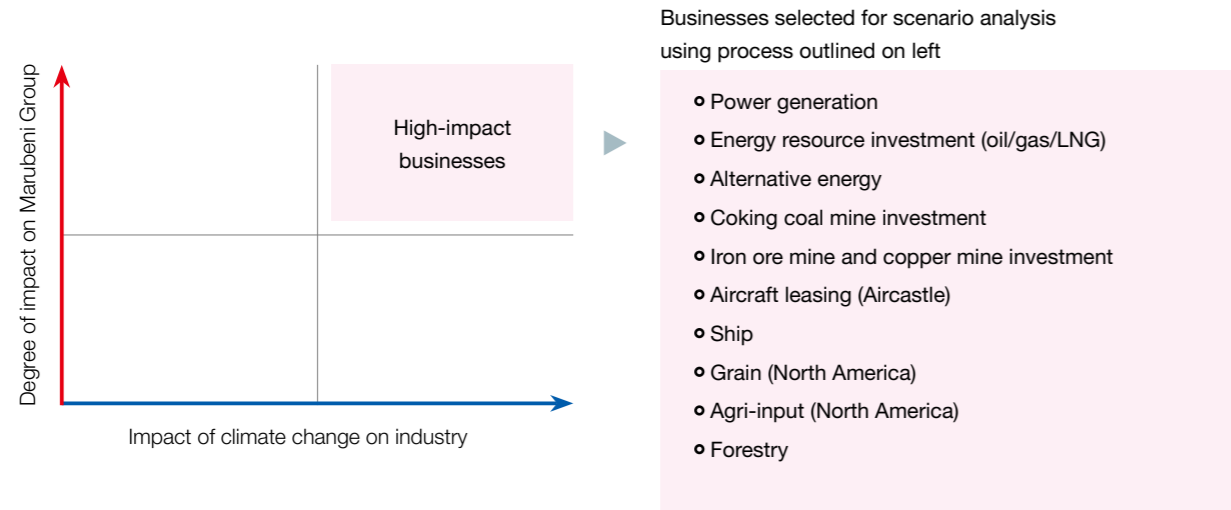 Degree of impact on Marubeni Group
High-impact
businesses
Impact of climate change on industry
Businesses selected for scenario analysis
using process outlined on left
Power generation
Energy resource investment (oil/gas/LNG)
Alternative energy
Coking coal mine investment
Iron ore mine and copper mine investment
Aircraft leasing (Aircastle)
Ship
Grain (North America)
Agri-input (North America)
Forestry